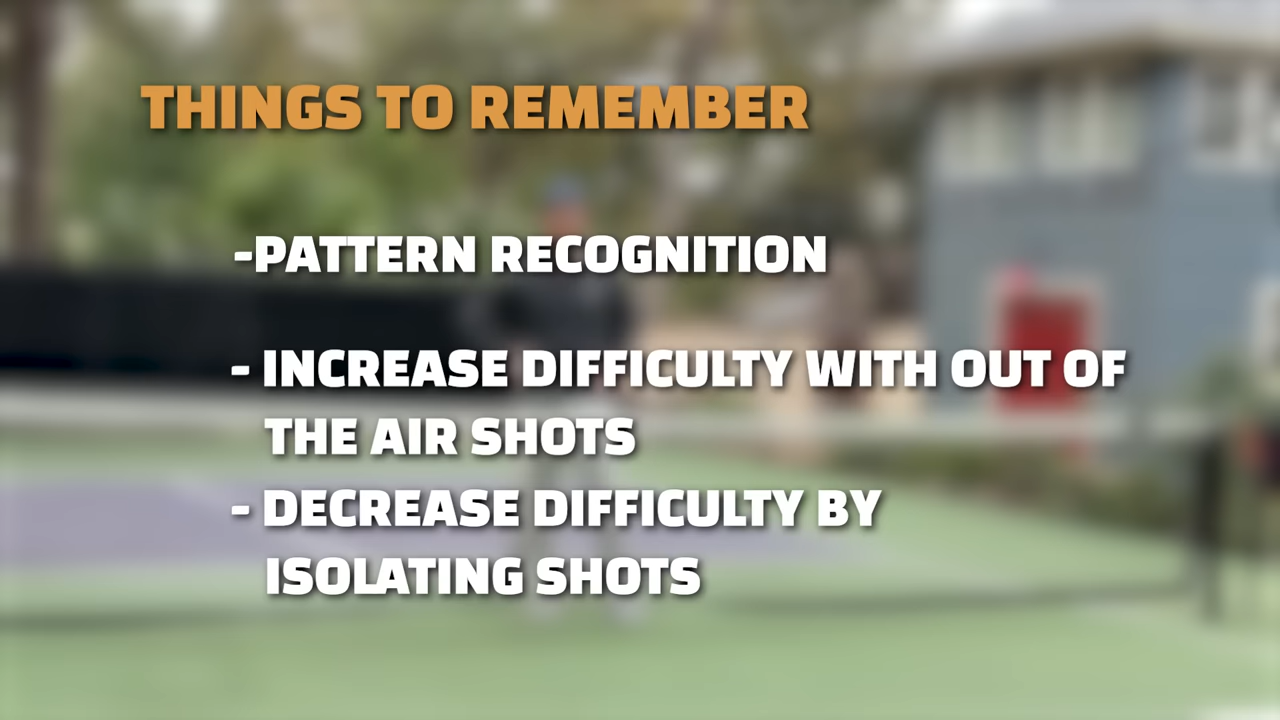 THINGS TO REMEMBER
-PATTERN RECOGNITION
- INCREASE DIFFICULTY WITH OUT OF
THE AIR SHOTS
- DECREASE DIFFICULTY BY
ISOLATING SHOTS